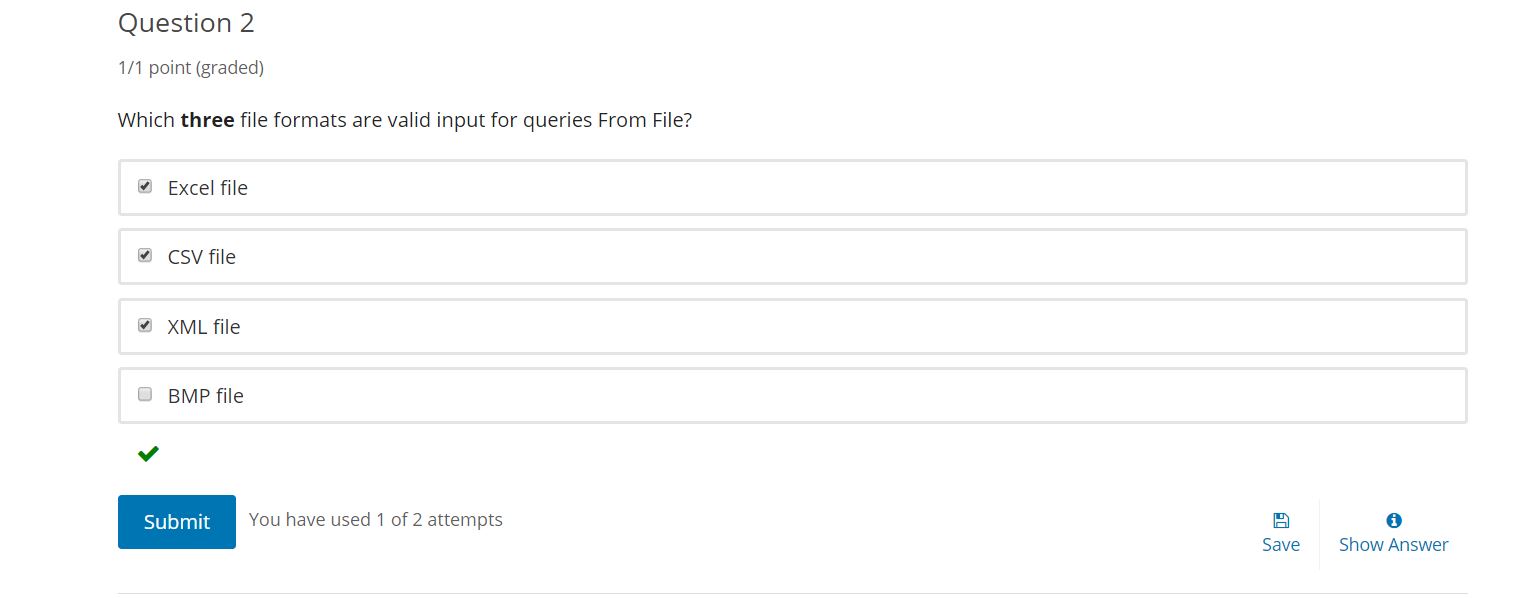 Question 2
1/1 point (graded)
Which three file formats are valid input for queries From File?
Excel file
CSV file
XML file
BMP file
Submit
You have used 1 of 2 attempts
Save
Show Answer